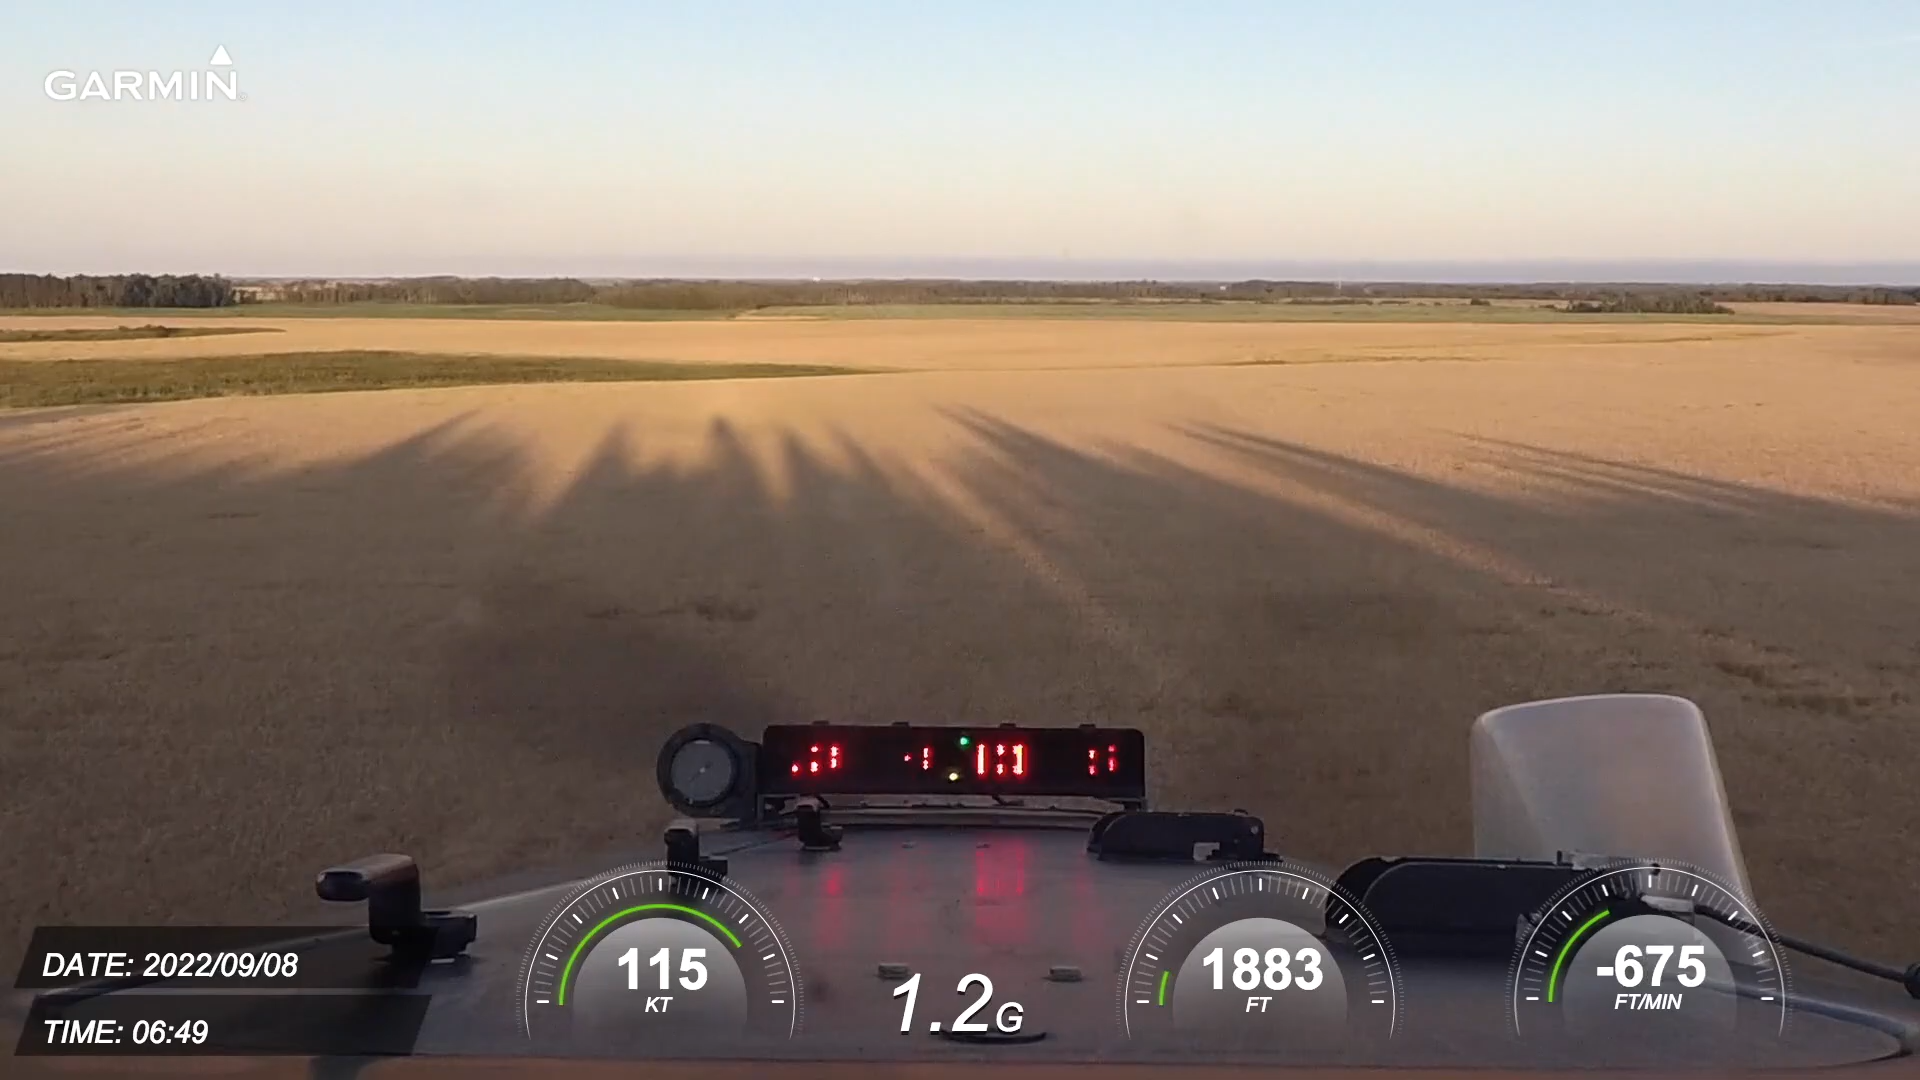 GARMIN
DATE: 2022/09/08
TIME: 06:49
115
KT
1.2G
1883
FT
-675
FT/MIN